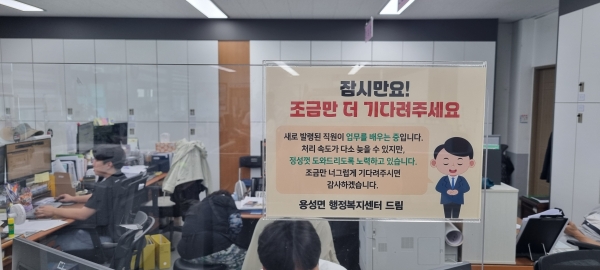 잠시만요!
조금만 더 기다려주세요
새로 발령된 직원이 업무를 배우는 중입니다.
처리 속도가 다소 늦을 수 있지만,
정성껏 도와드리도록 노력하고 있습니다.
조금만 너그럽게 기다려주시면
감사하겠습니다.
용성면 행정복지센터 드림